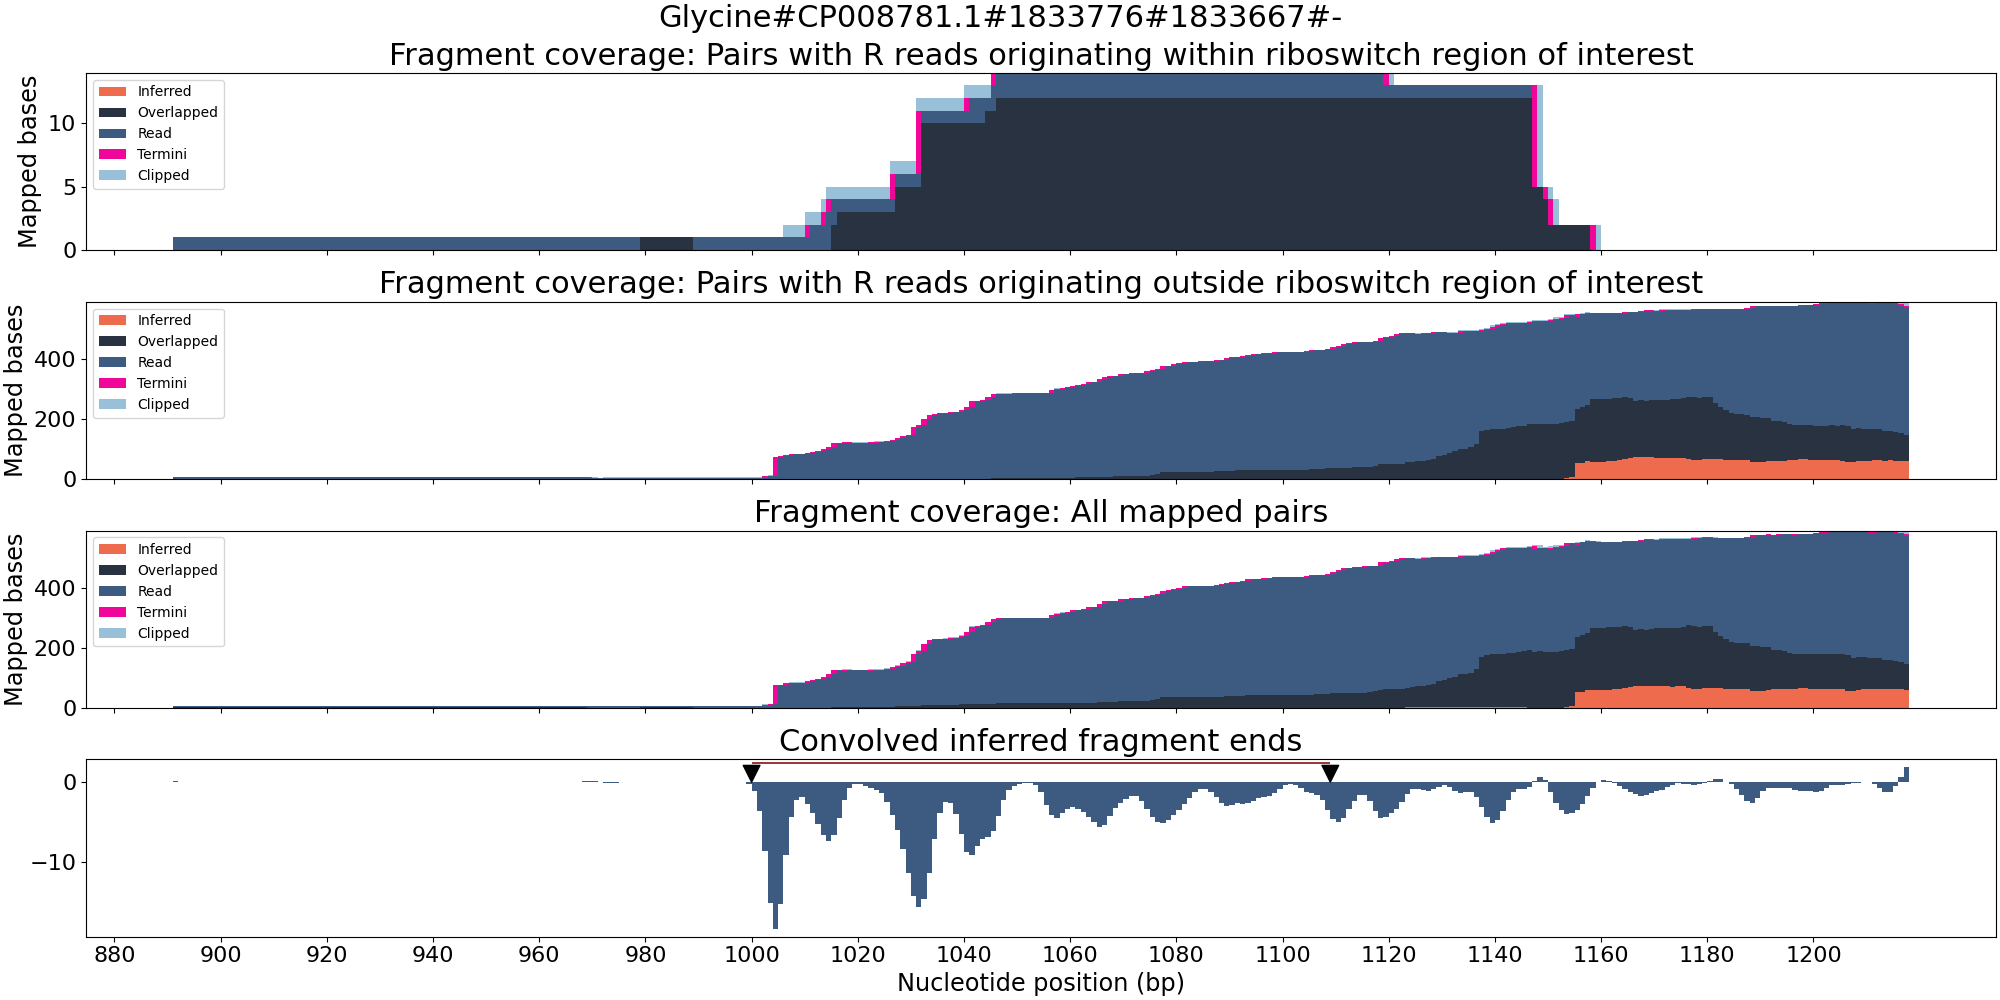 Glycine#CP008781.1#1833776#1833667#-
Fragment coverage: Pairs with R reads originating within riboswitch region of interest
Mapped bases
10
5
0
Inferred
Overlapped
Read
Termini
Clipped
Fragment coverage: Pairs with R reads originating outside riboswitch region of interest
Mapped bases
400
200
0
Inferred
Overlapped
Read
Termini
Clipped
Fragment coverage: All mapped pairs
Mapped bases
400
200
0
Inferred
Overlapped
Read
Termini
Clipped
Convolved inferred fragment ends
0
−10
880 900 920 940 960 980 1000 1020 1040 1060 1080 1100 1120 1140 1160 1180 1200
Nucleotide position (bp)